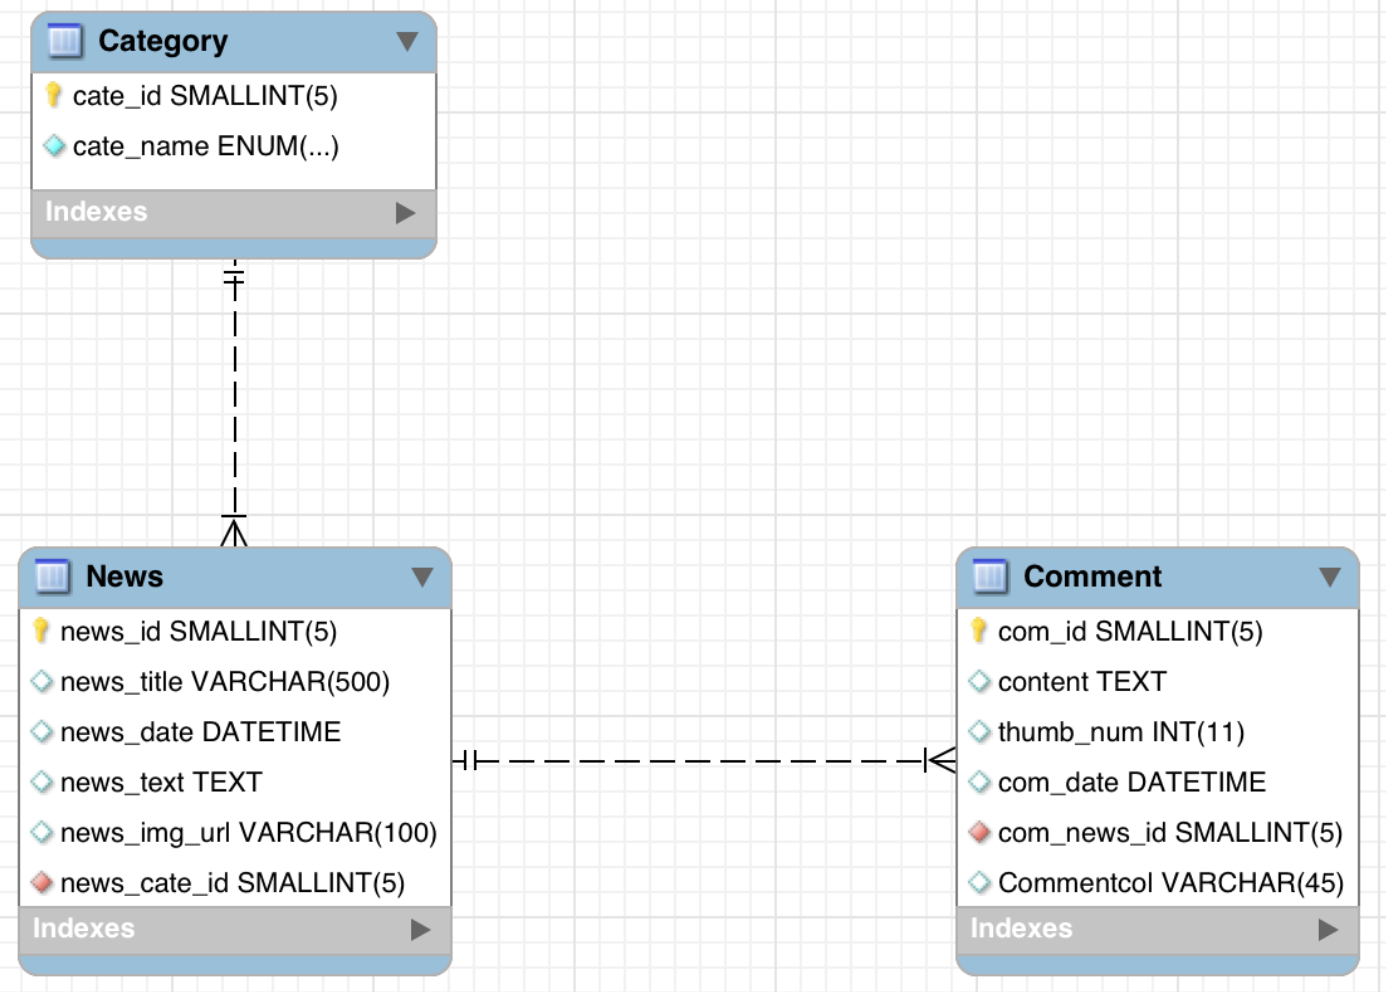 Category
cate_id SMALLINT(5)
cate_name ENUM(...)
Indexes
News
news_id SMALLINT(5)
news_title VARCHAR(500)
news_date DATETIME
news_text TEXT
news_img_url VARCHAR(100)
news_cate_id SMALLINT(5)
Indexes
Comment
com_id SMALLINT(5)
content TEXT
thumb_num INT(11)
com_date DATETIME
com_news_id SMALLINT(5)
Commentcol VARCHAR(45)
Indexes